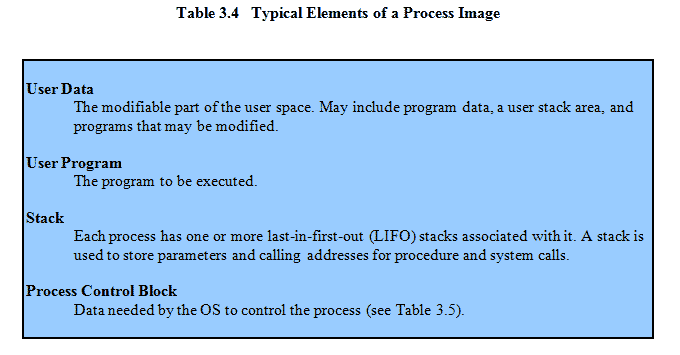 Table 3.4 Typical Elements of a Process Image
User Data
The modifiable part of the user space. May include program data, a user stack area, and
programs that may be modified.
User Program
The program to be executed.
Stack
Each process has one or more last-in-first-out (LIFO) stacks associated with it. A stack is
used to store parameters and calling addresses for procedure and system calls.
Process Control Block
Data needed by the OS to control the process (see Table 3.5).